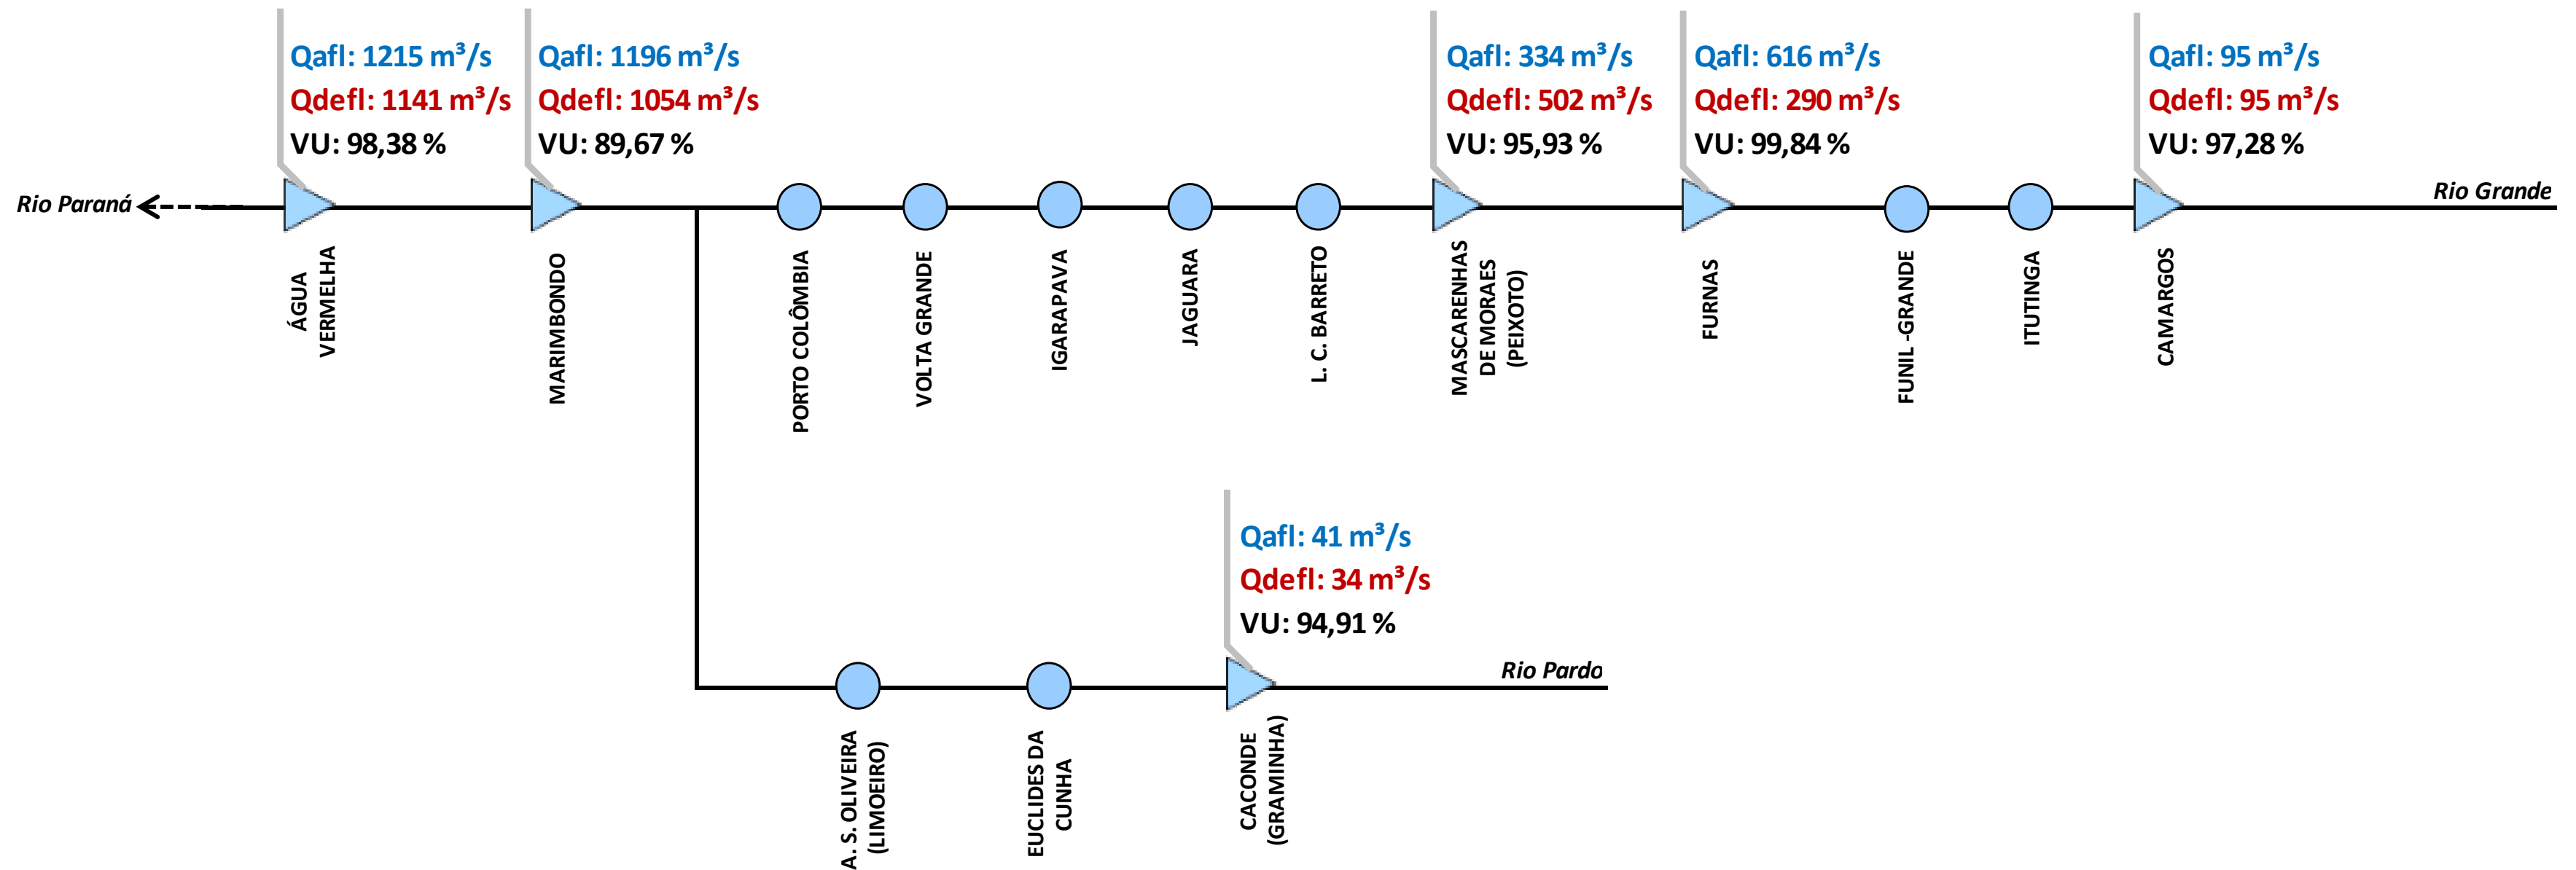 Qafl: 1215 m³/s
Qdefl: 1141 m³/s
VU: 98,38 %
Qafl: 1196 m³/s
Qdefl: 1054 m³/s
VU: 89,67 %
Qafl: 334 m³/s
Qdefl: 502 m³/s
VU: 95,93 %
Qafl: 616 m³/s
Qdefl: 290 m³/s
VU: 99,84 %
Qafl: 95 m³/s
Qdefl: 95 m³/s
VU: 97,28 %
Rio Paraná
Rio Grande
ÁGUA
VERMELHA
MARIMBONDO
PORTO COLÔMBIA
VOLTA GRANDE
IGARAPAVA
JAGUARA
L. C. BARRETO
MASCARENHAS
DE MORAES
(PEIXOTO)
FURNAS
FUNIL -GRANDE
ITUTINGA
CAMARGOS
Qafl: 41 m³/s
Qdefl: 34 m³/s
VU: 94,91 %
Rio Pardo
A. S. OLIVEIRA
(LIMOEIRO)
EUCLIDES DA
CUNHA
CACONDE
(GRAMINHA)